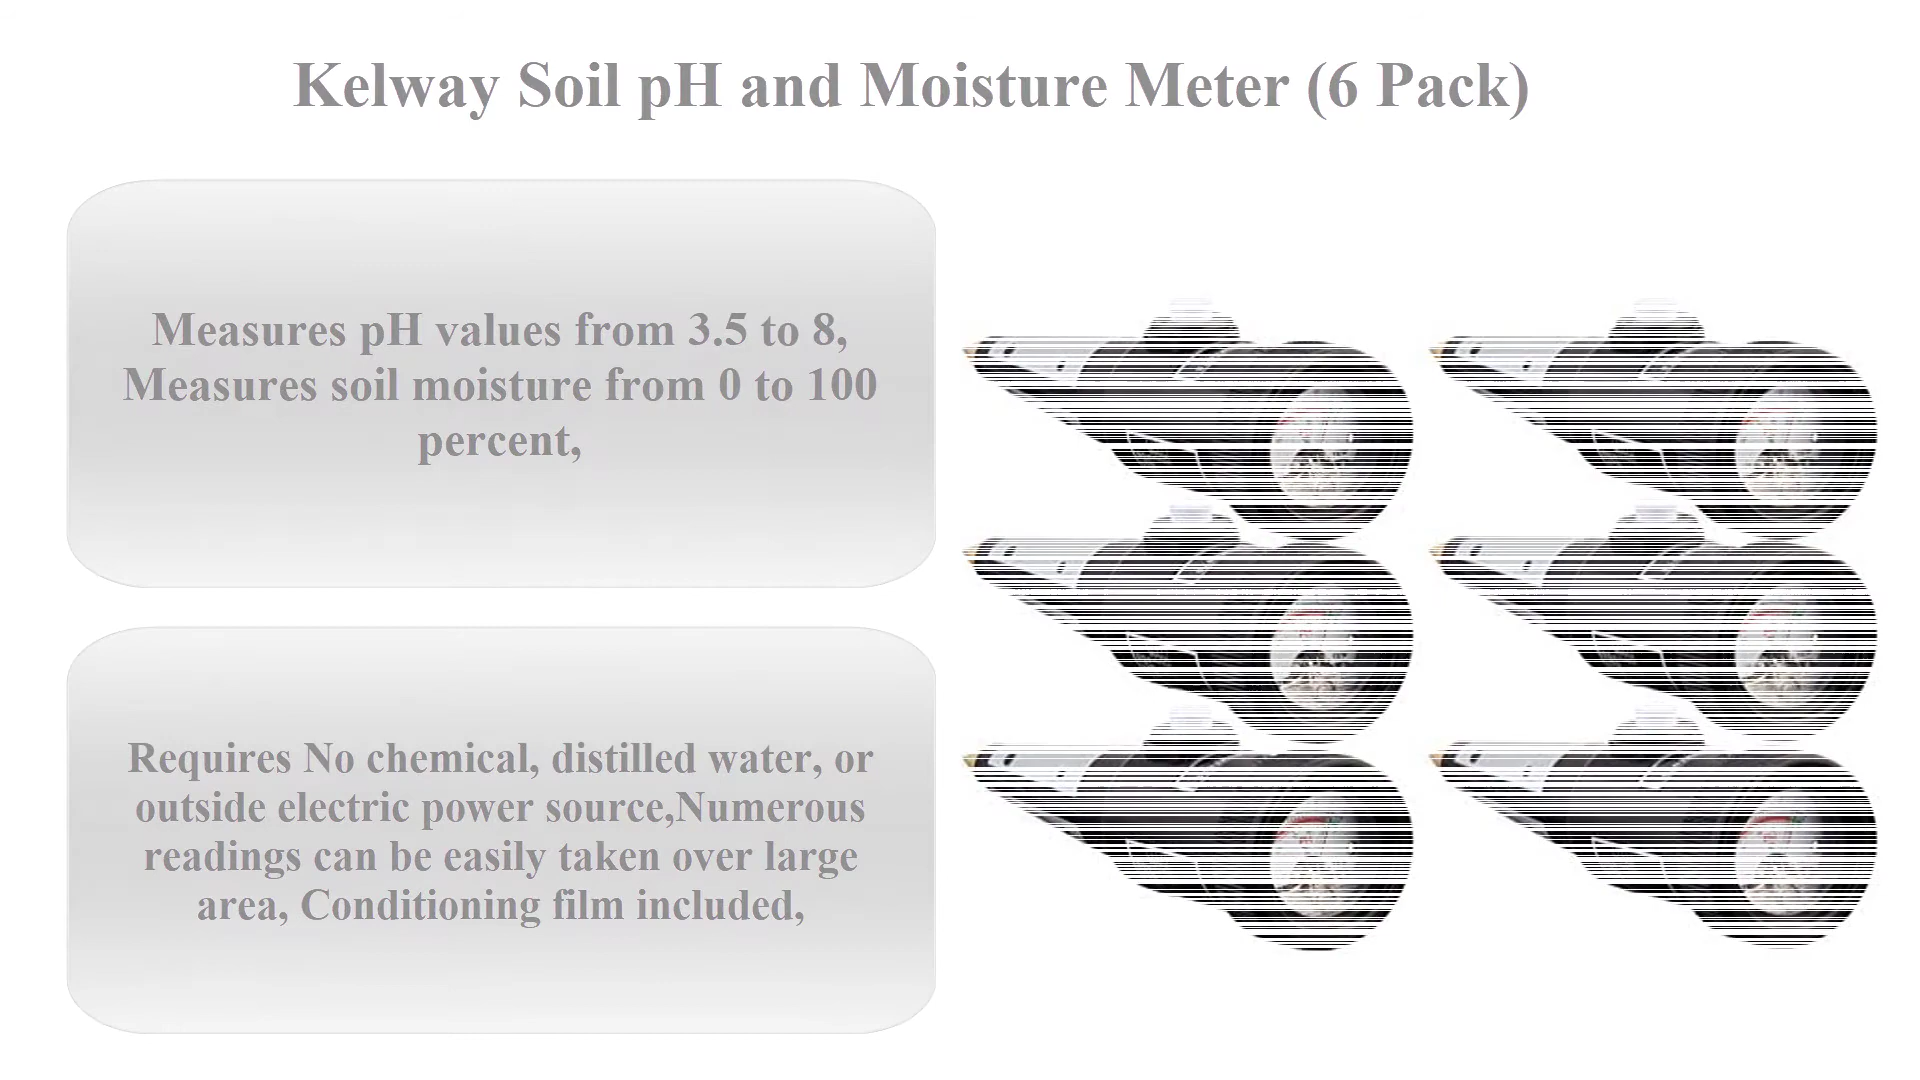 Kelway Soil pH and Moisture Meter (6 Pack)
Measures pH values from 3.5 to 8,
Measures soil moisture from 0 to 100
percent,
Requires No chemical, distilled water, or
outside electric power source,Numerous
readings can be easily taken over large
area, Conditioning film included,